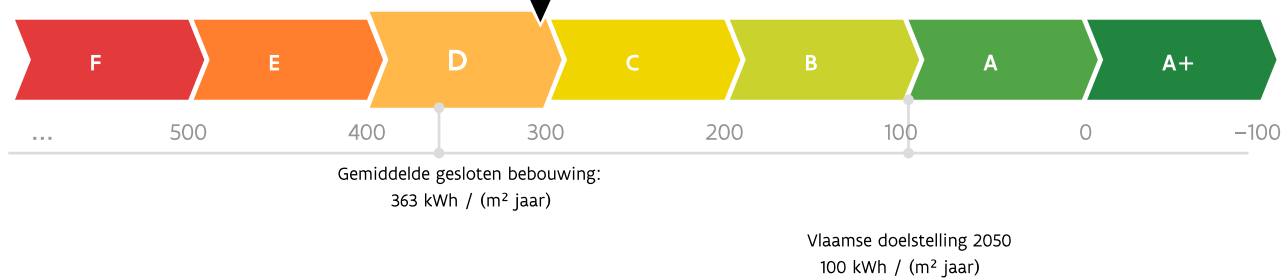 F E D C B A A+
... 500 400 300 200 100 0 −100
Gemiddelde gesloten bebouwing:
363 kWh / (m² jaar)
Vlaamse doelstelling 2050
100 kWh / (m² jaar)